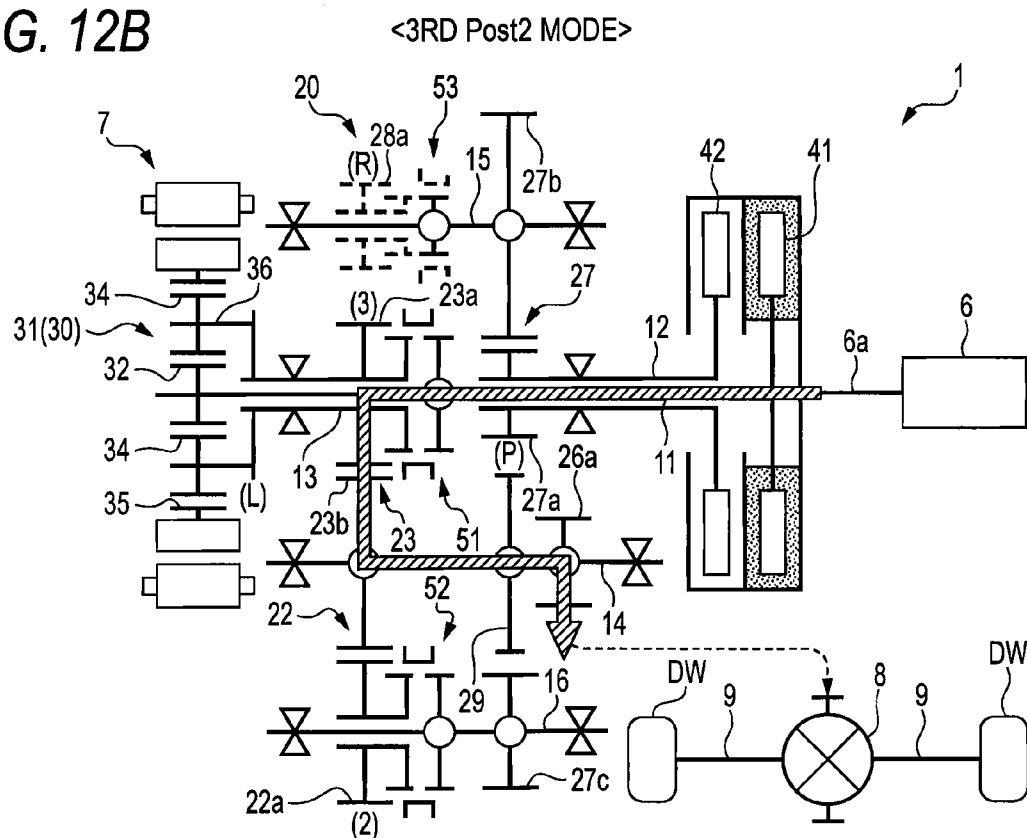 G. 12B
<3RD Post2 MODE>
1
7
20
53
(R)
28a
15
27b
42
41
34
36
(3)
23a
27
12
6
31(30)
6a
32
11
34
13
(P)
26a
(L)
27a
35
23b
23
51
22
52
14
29
16
DW
8
DW
9
9
22a
(2)
27c